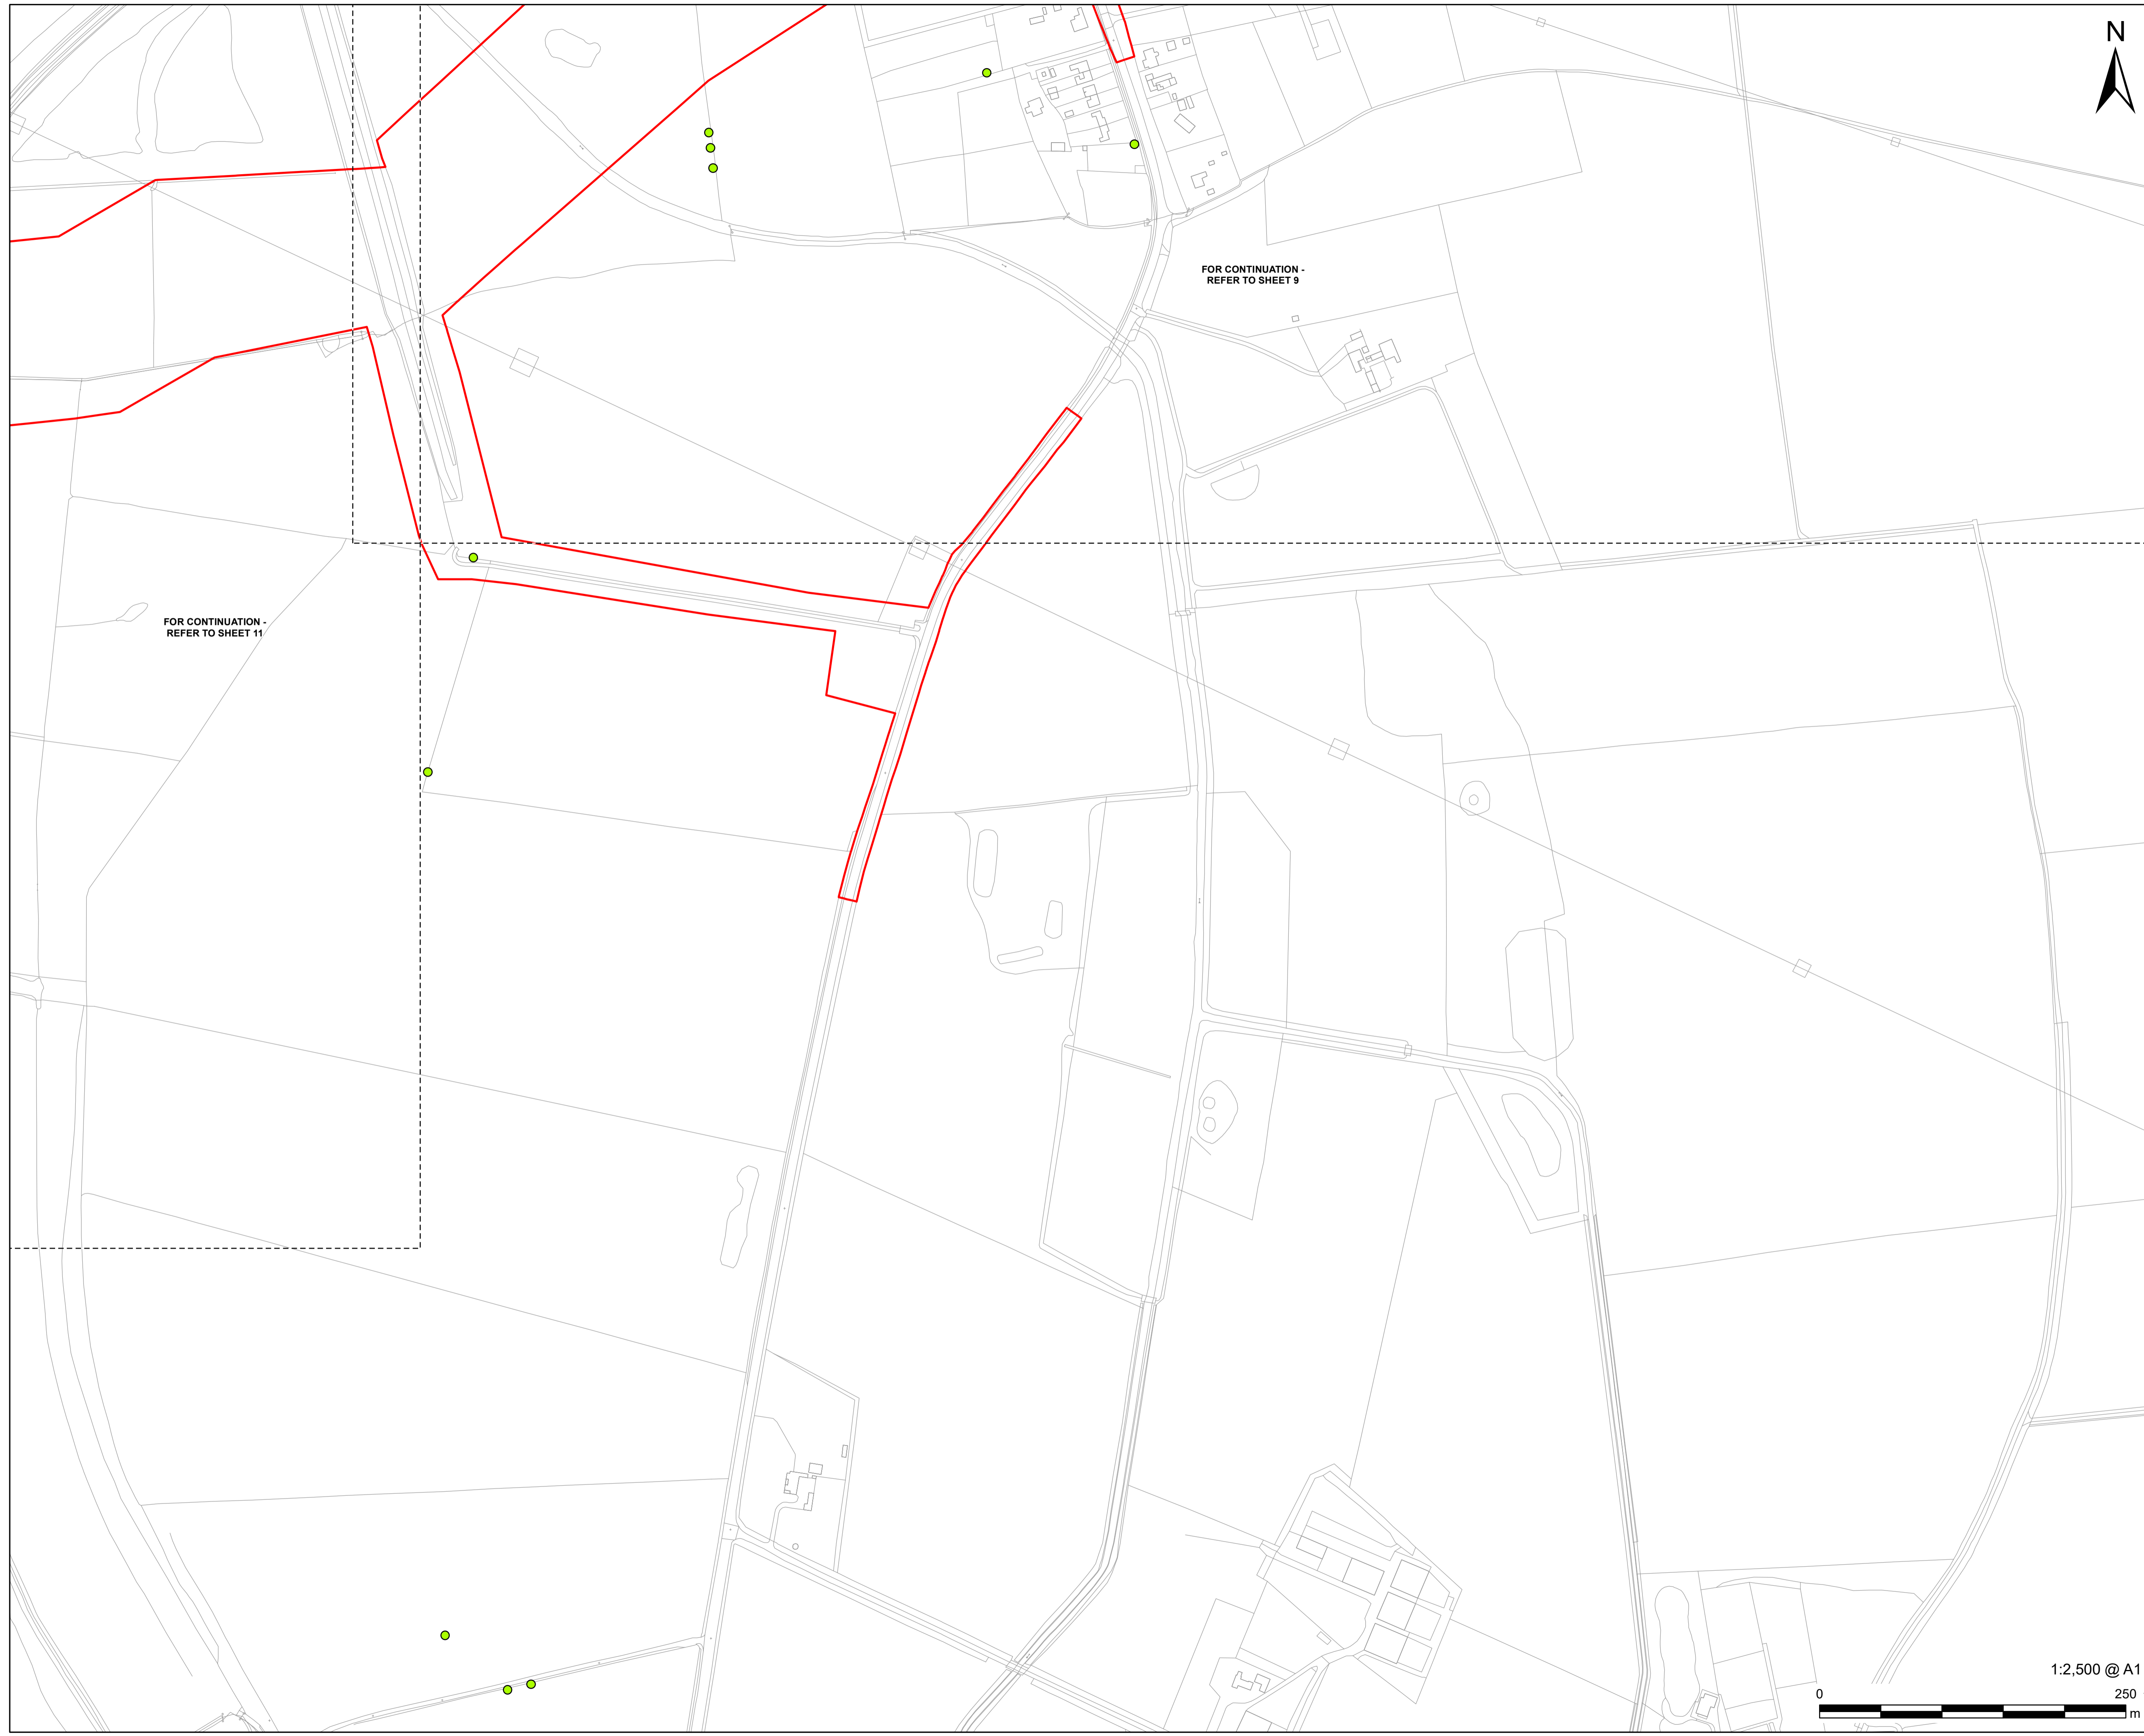 N
FOR CONTINUATION -
REFER TO SHEET 9
FOR CONTINUATION -
REFER TO SHEET 11
1:2,500 @ A1
0 250
m